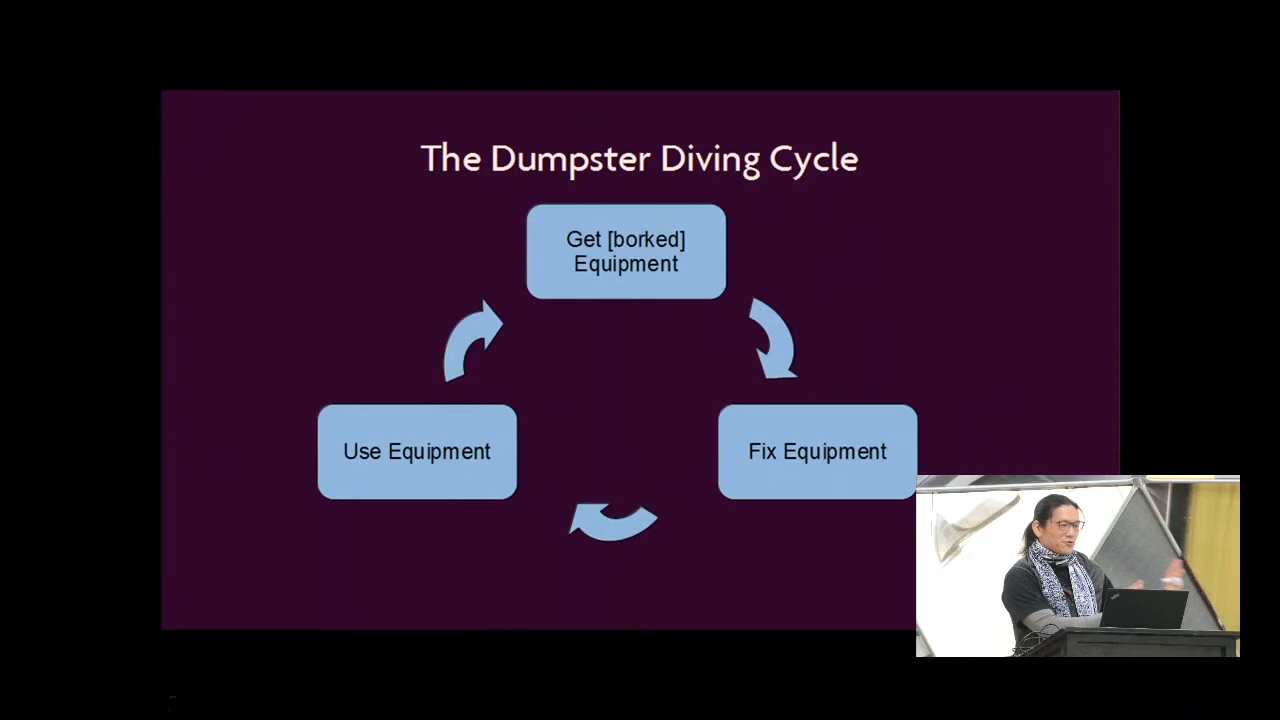 The Dumpster Diving Cycle
Get [borked]
Equipment
Use Equipment
Fix Equipment